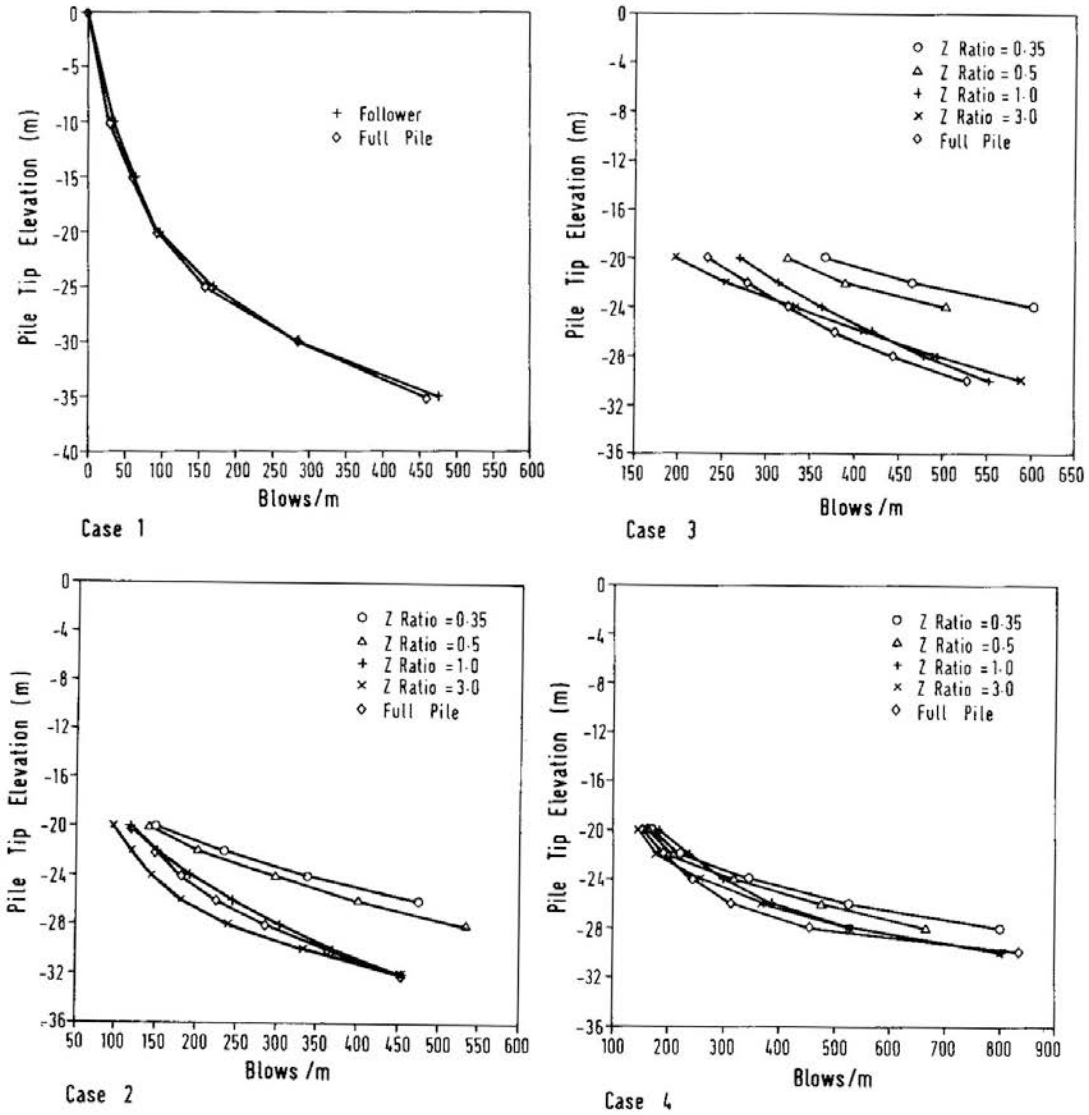 0
-5
-10
-15
-20
-25
-30
-35
-40
Pile Tip Elevation (m)
+ Follower
◇ Full Pile
0 50 100 150 200 250 300 350 400 450 500 550 600
Blows/m
Case 1
0
-4
-8
-12
-16
-20
-24
-28
-32
-36
Pile Tip Elevation (m)
○ Z Ratio = 0·35
△ Z Ratio = 0·5
+ Z Ratio = 1·0
× Z Ratio = 3·0
◇ Full Pile
150 200 250 300 350 400 450 500 550 600 650
Blows/m
Case 3
0
-4
-8
-12
-16
-20
-24
-28
-32
-36
Pile Tip Elevation (m)
○ Z Ratio = 0·35
△ Z Ratio = 0·5
+ Z Ratio = 1·0
× Z Ratio = 3·0
◇ Full Pile
50 100 150 200 250 300 350 400 450 500 550 600
Blows/m
Case 2
0
-4
-8
-12
-16
-20
-24
-28
-32
-36
Pile Tip Elevation (m)
○ Z Ratio = 0·35
△ Z Ratio = 0·5
+ Z Ratio = 1·0
× Z Ratio = 3·0
◇ Full Pile
100 200 300 400 500 600 700 800 900
Blows/m
Case 4